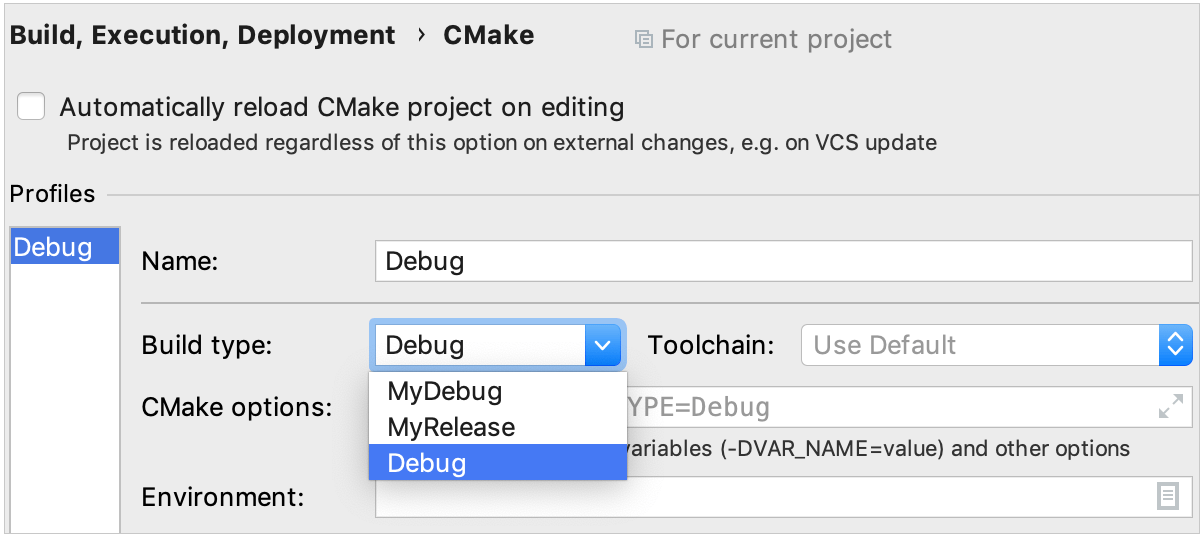 Build, Execution, Deployment › CMake For current project
Automatically reload CMake project on editing
Project is reloaded regardless of this option on external changes, e.g. on VCS update
Profiles
Debug
Name: Debug
Build type: Debug Toolchain: Use Default
MyDebug
MyRelease
Debug
CMake options: YPE=Debug
variables (-DVAR_NAME=value) and other options
Environment: